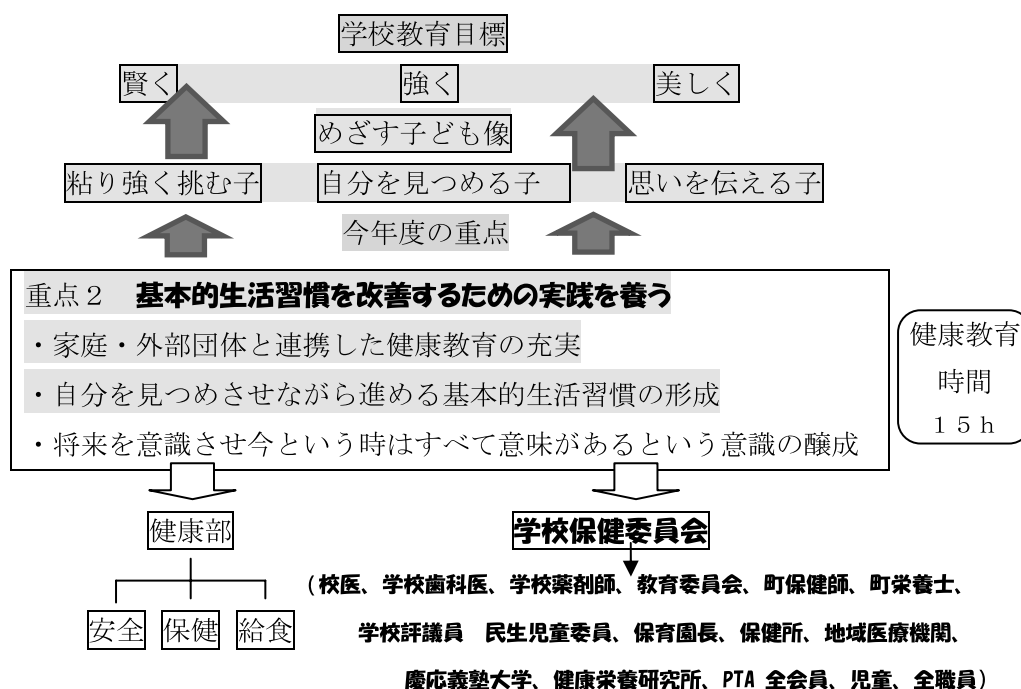 学校教育目標
賢く 強く 美しく
めざす子ども像
粘り強く挑む子 自分を見つめる子 思いを伝える子
今年度の重点
重点２　基本的生活習慣を改善するための実践を養う
・家庭・外部団体と連携した健康教育の充実
・自分を見つめさせながら進める基本的生活習慣の形成
・将来を意識させ今という時はすべて意味があるという意識の醸成
健康教育
時間
１５ｈ
健康部 学校保健委員会
安全 保健 給食
（校医、学校歯科医、学校薬剤師、教育委員会、町保健師、町栄養士、
学校評議員　民生児童委員、保育園長、保健所、地域医療機関、
慶応義塾大学、健康栄養研究所、PTA 全会員、児童、全職員）